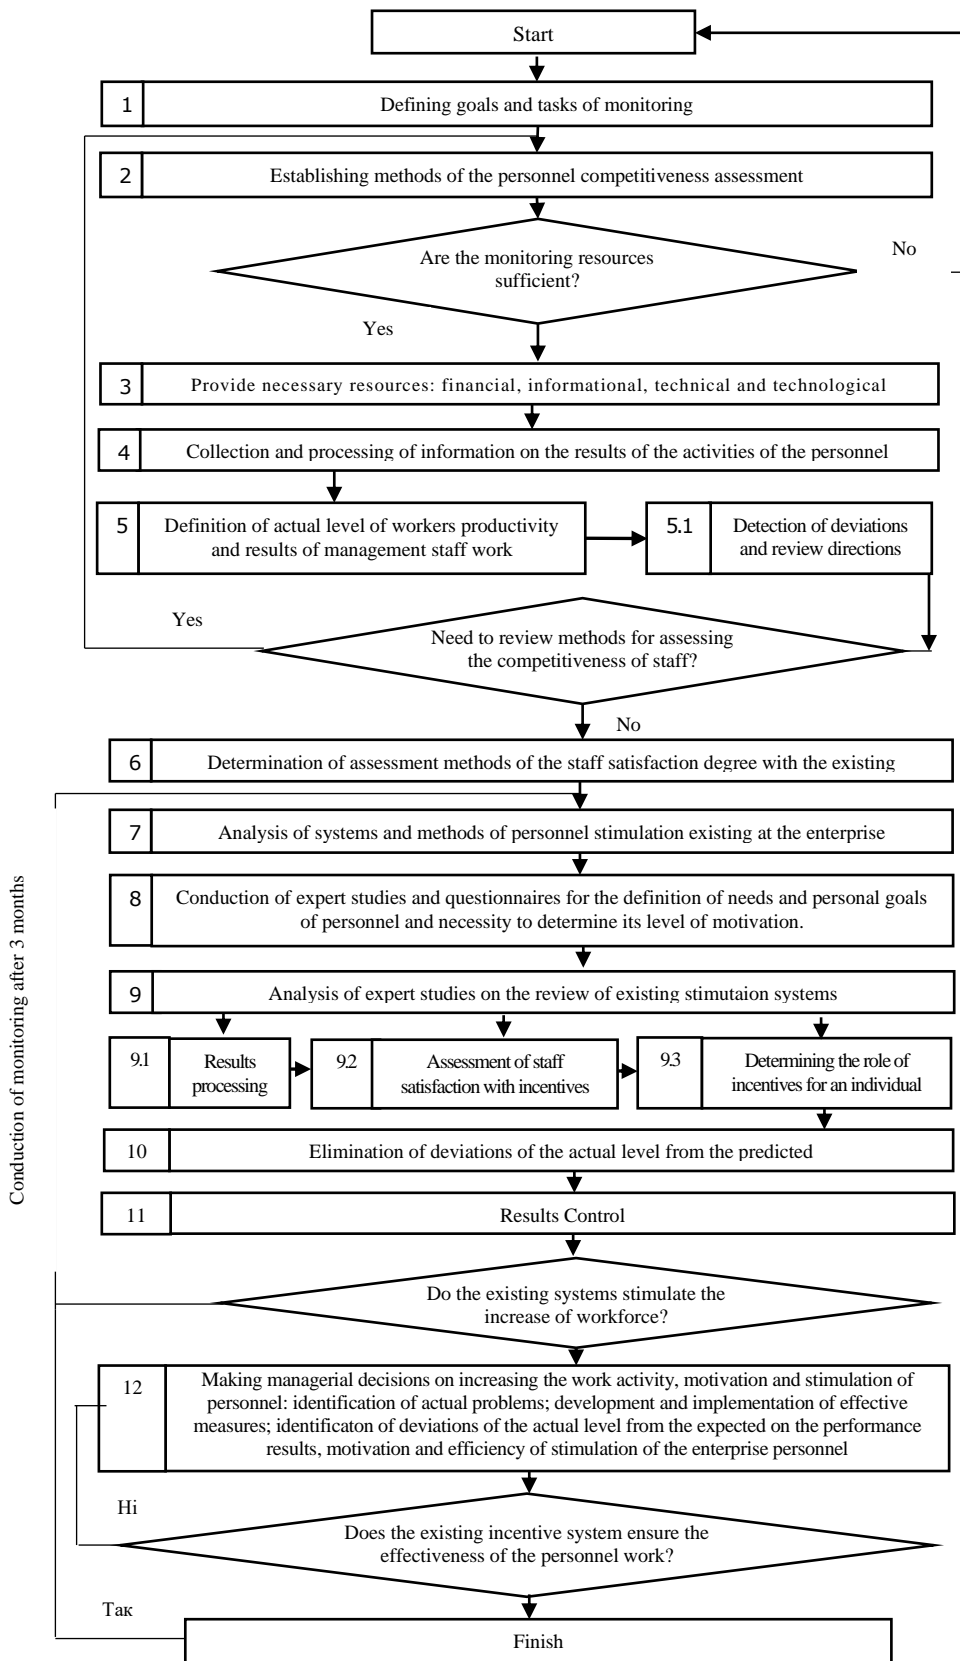 Start
1
Defining goals and tasks of monitoring
2
Establishing methods of the personnel competitiveness assessment
Are the monitoring resources
sufficient?
No
Yes
3
Provide necessary resources: financial, informational, technical and technological
4
Collection and processing of information on the results of the activities of the personnel
5
Definition of actual level of workers productivity
and results of management staff work
5.1
Detection of deviations
and review directions
Yes
Need to review methods for assessing
the competitiveness of staff?
No
6
Determination of assessment methods of the staff satisfaction degree with the existing
7
Analysis of systems and methods of personnel stimulation existing at the enterprise
8
Conduction of expert studies and questionnaires for the definition of needs and personal goals
of personnel and necessity to determine its level of motivation.
9
Analysis of expert studies on the review of existing stimutaion systems
9.1
Results
processing
9.2
Assessment of staff
satisfaction with incentives
9.3
Determining the role of
incentives for an individual
10
Elimination of deviations of the actual level from the predicted
11
Results Control
Conduction of monitoring after 3 months
Do the existing systems stimulate the
increase of workforce?
12
Making managerial decisions on increasing the work activity, motivation and stimulation of
personnel: identification of actual problems; development and implementation of effective
measures; identificaton of deviations of the actual level from the expected on the performance
results, motivation and efficiency of stimulation of the enterprise personnel
Ні
Does the existing incentive system ensure the
effectiveness of the personnel work?
Так
Finish